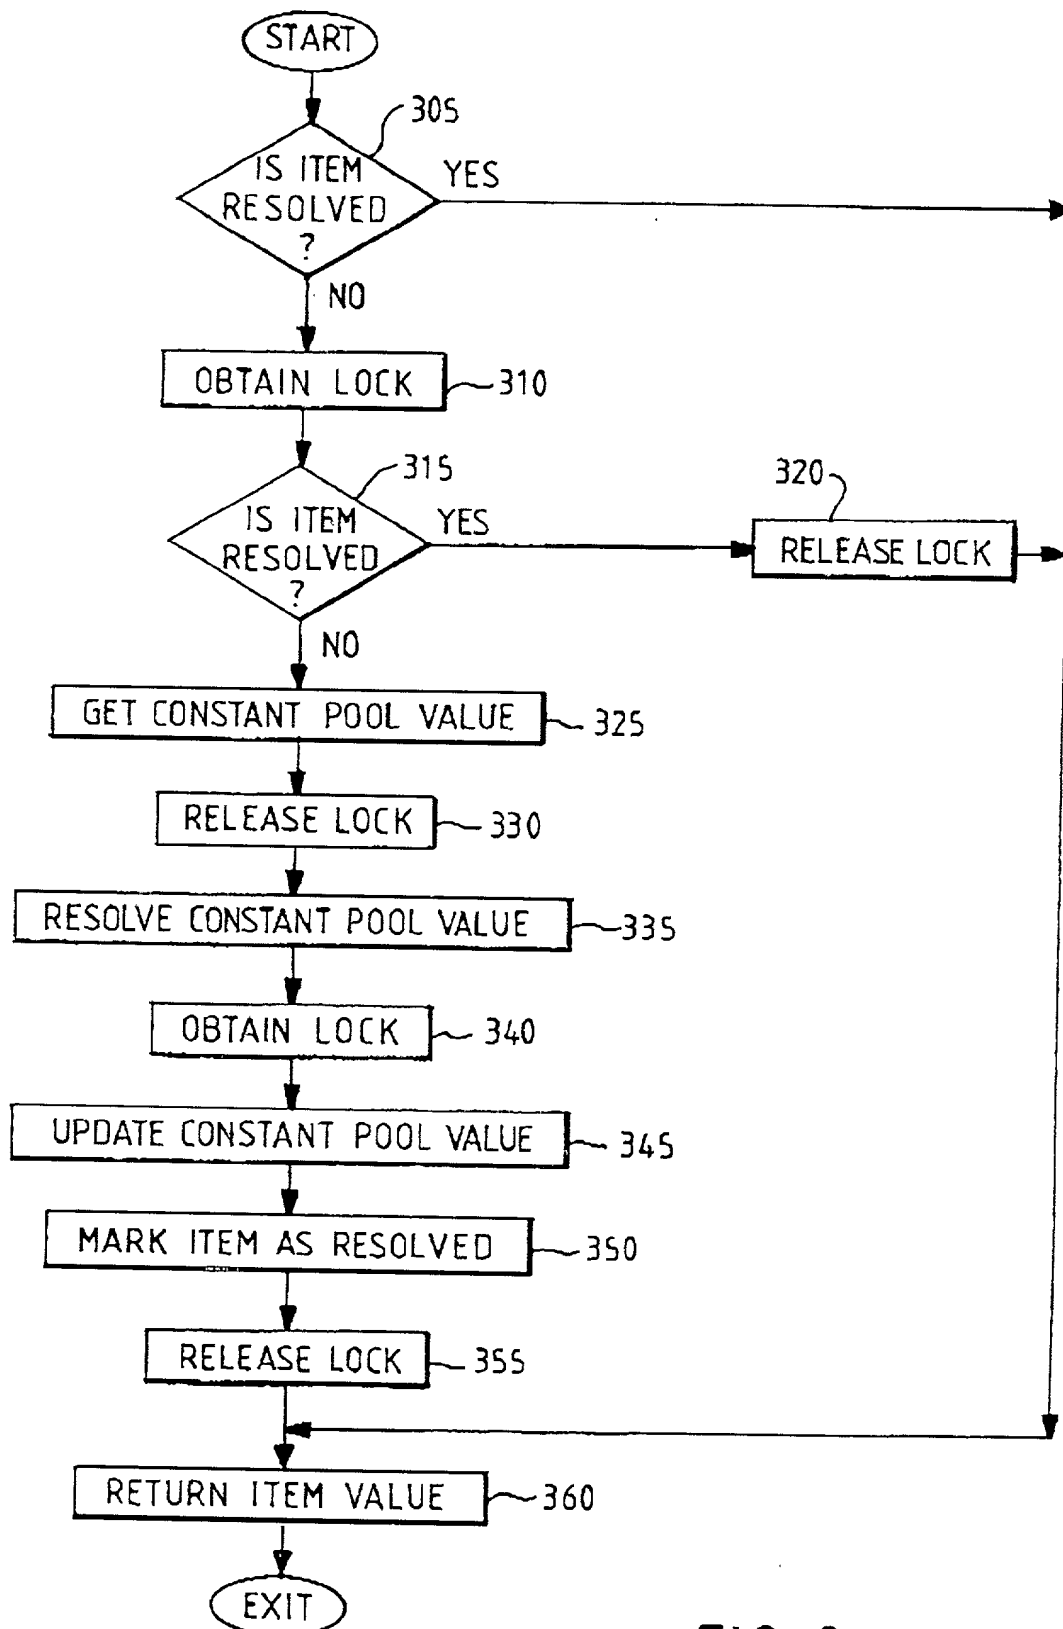 START
305
IS ITEM
RESOLVED
?
YES
NO
OBTAIN LOCK
310
315
IS ITEM
RESOLVED
?
YES
320
RELEASE LOCK
NO
GET CONSTANT POOL VALUE
325
RELEASE LOCK
330
RESOLVE CONSTANT POOL VALUE
335
OBTAIN LOCK
340
UPDATE CONSTANT POOL VALUE
345
MARK ITEM AS RESOLVED
350
RELEASE LOCK
355
RETURN ITEM VALUE
360
EXIT